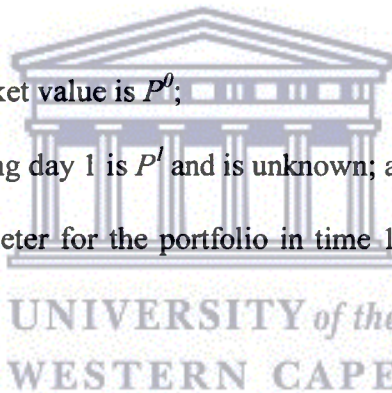 ket value is P⁰;
ng day 1 is P¹ and is unknown; a
eter for the portfolio in time 1
UNIVERSITY of the
WESTERN CAPE